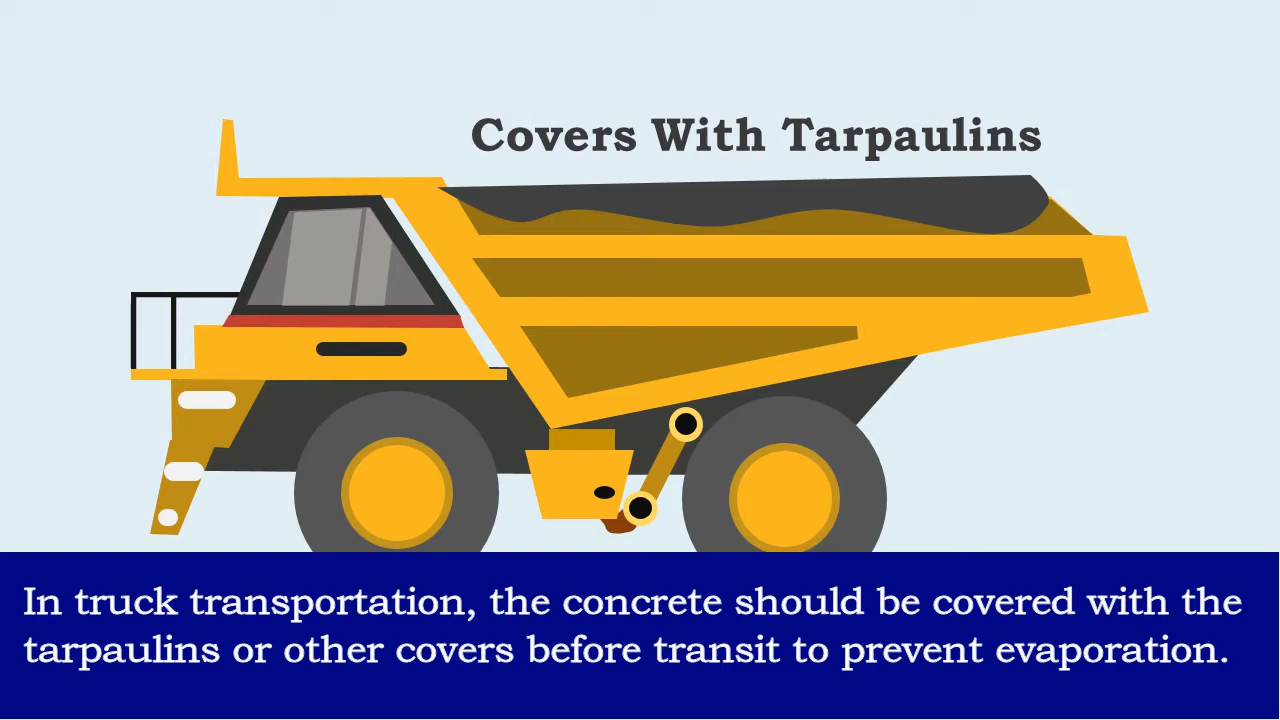 Covers With Tarpaulins
In truck transportation, the concrete should be covered with the
tarpaulins or other covers before transit to prevent evaporation.